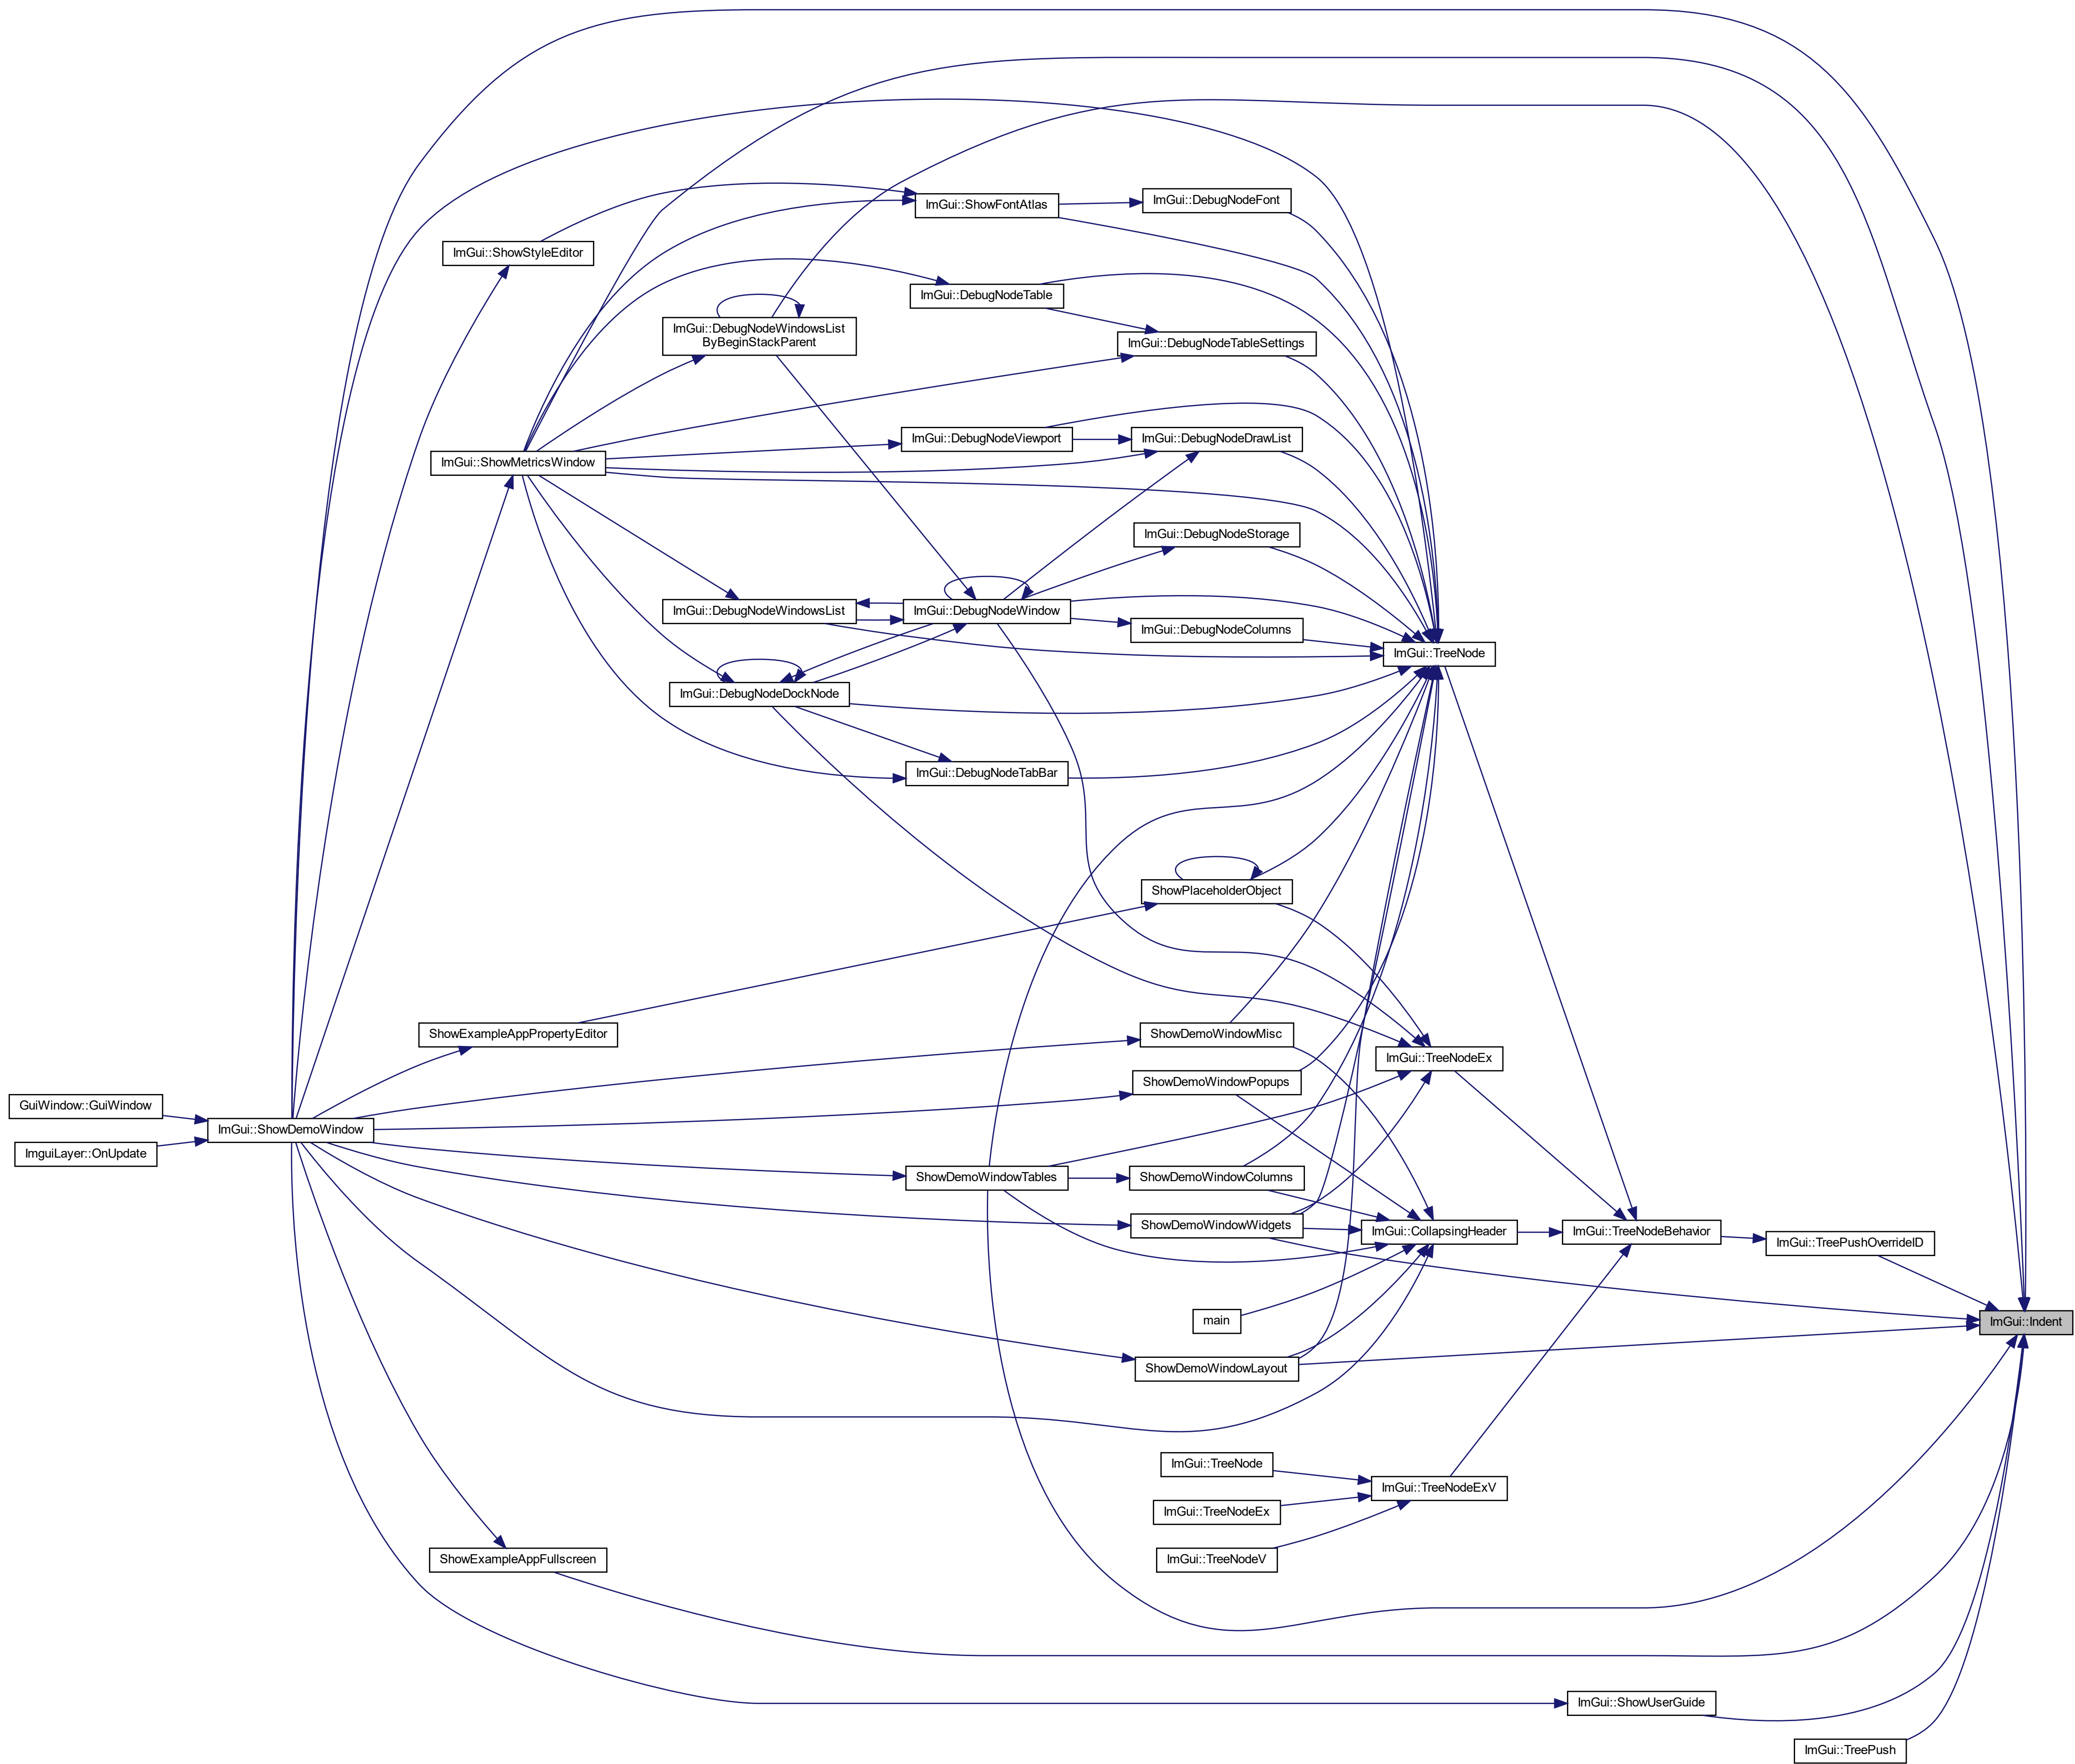 ImGui::DebugNodeFont
ImGui::ShowFontAtlas
ImGui::ShowStyleEditor
ImGui::DebugNodeTable
ImGui::DebugNodeWindowsList
ByBeginStackParent
ImGui::DebugNodeTableSettings
ImGui::DebugNodeViewport
ImGui::DebugNodeDrawList
ImGui::ShowMetricsWindow
ImGui::DebugNodeStorage
ImGui::DebugNodeWindowsList
ImGui::DebugNodeWindow
ImGui::DebugNodeColumns
ImGui::TreeNode
ImGui::DebugNodeDockNode
ImGui::DebugNodeTabBar
ShowPlaceholderObject
ShowExampleAppPropertyEditor
ShowDemoWindowMisc
ImGui::TreeNodeEx
ShowDemoWindowPopups
GuiWindow::GuiWindow
ImGui::ShowDemoWindow
ImguiLayer::OnUpdate
ShowDemoWindowTables
ShowDemoWindowColumns
ShowDemoWindowWidgets
ImGui::CollapsingHeader
ImGui::TreeNodeBehavior
ImGui::TreePushOverrideID
main
ImGui::Indent
ShowDemoWindowLayout
ImGui::TreeNode
ImGui::TreeNodeExV
ImGui::TreeNodeEx
ImGui::TreeNodeV
ShowExampleAppFullscreen
ImGui::ShowUserGuide
ImGui::TreePush